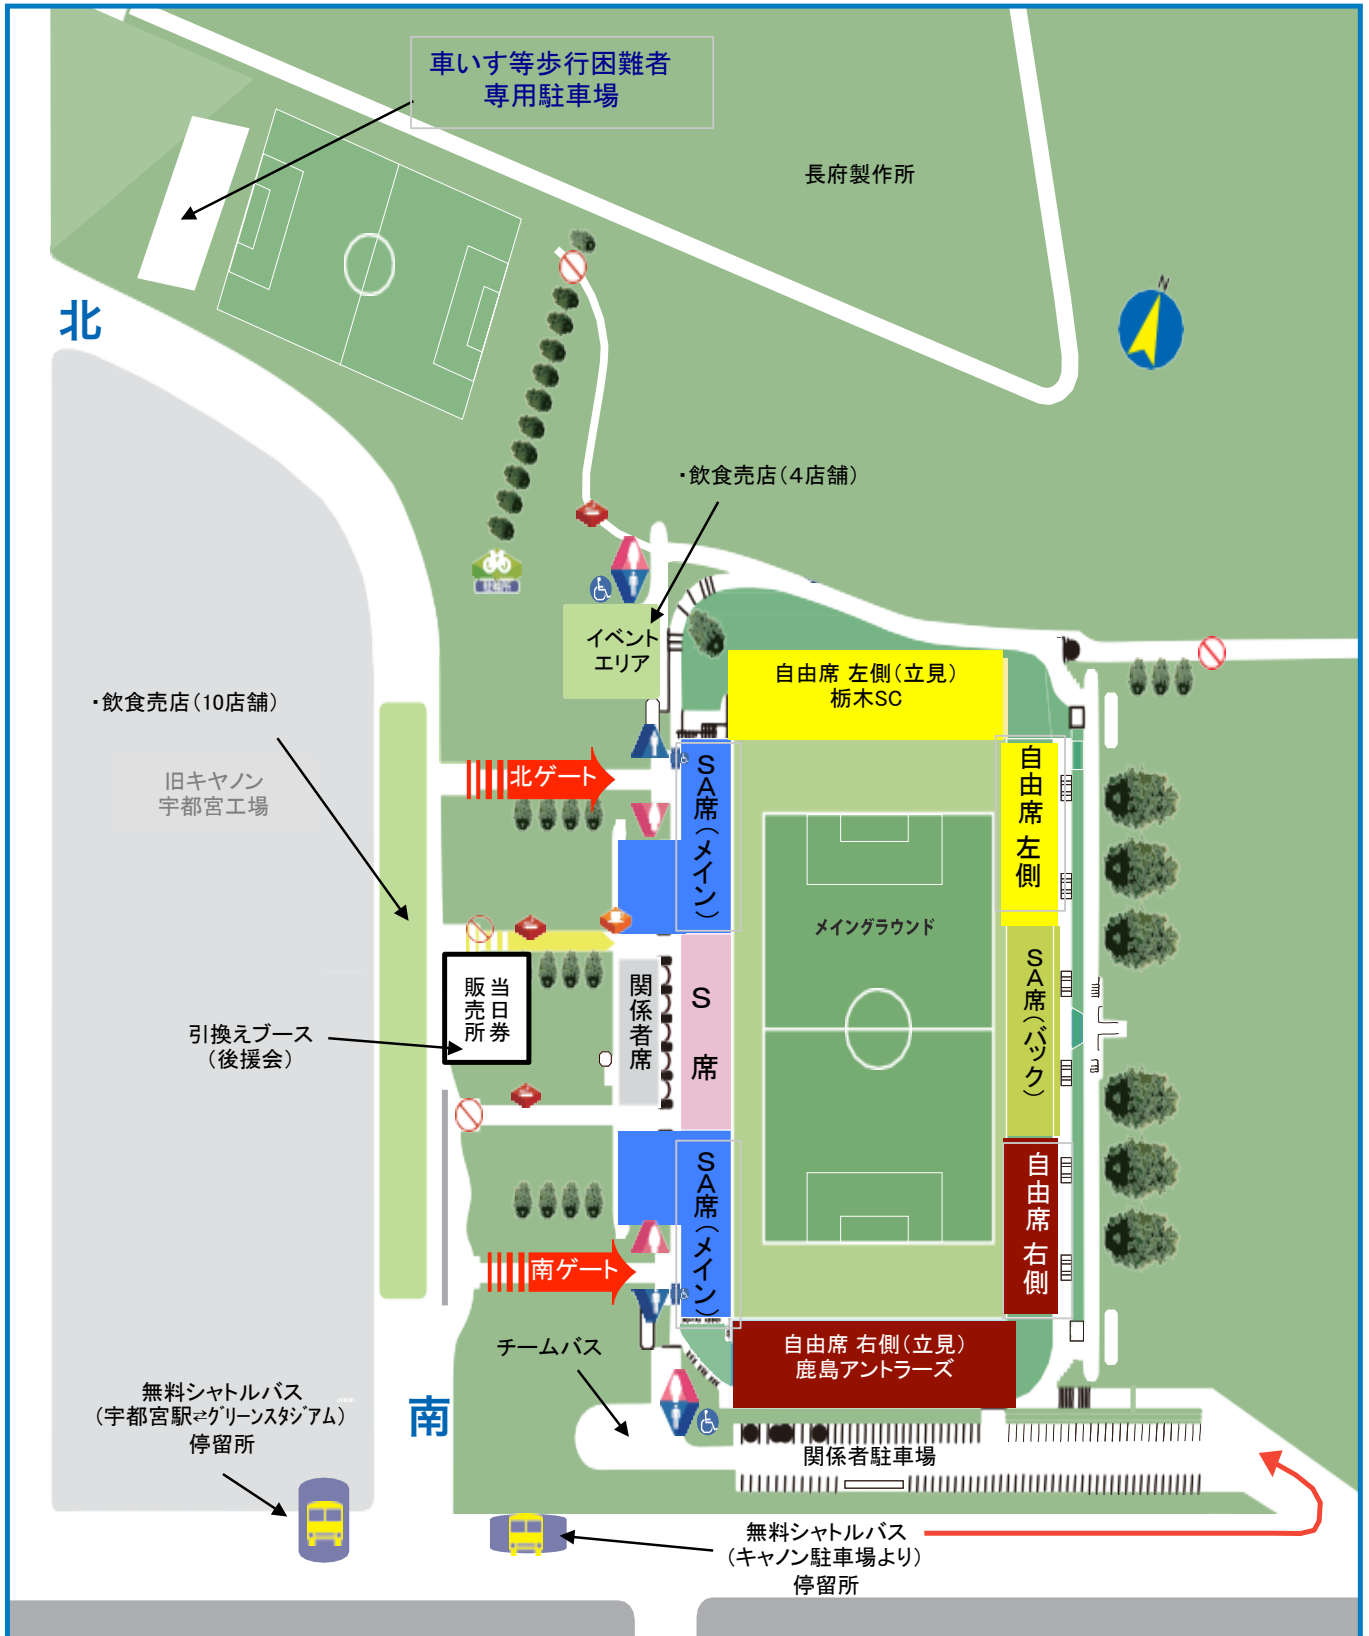 車いす等歩行困難者
専用駐車場
長府製作所
N
北
・飲食売店(4店舗)
イベント
エリア
自由席 左側(立見)
栃木SC
・飲食売店(10店舗)
旧キヤノン
宇都宮工場
北ゲート
SA席(メイン)
自由席 左側
メイングラウンド
当日券
販売所
関係者席
S席
SA席(バック)
引換えブース
(後援会)
SA席(メイン)
自由席 右側
南ゲート
自由席 右側(立見)
鹿島アントラーズ
チームバス
南
無料シャトルバス
(宇都宮駅⇄グリーンスタジアム)
停留所
関係者駐車場
無料シャトルバス
(キャノン駐車場より)
停留所